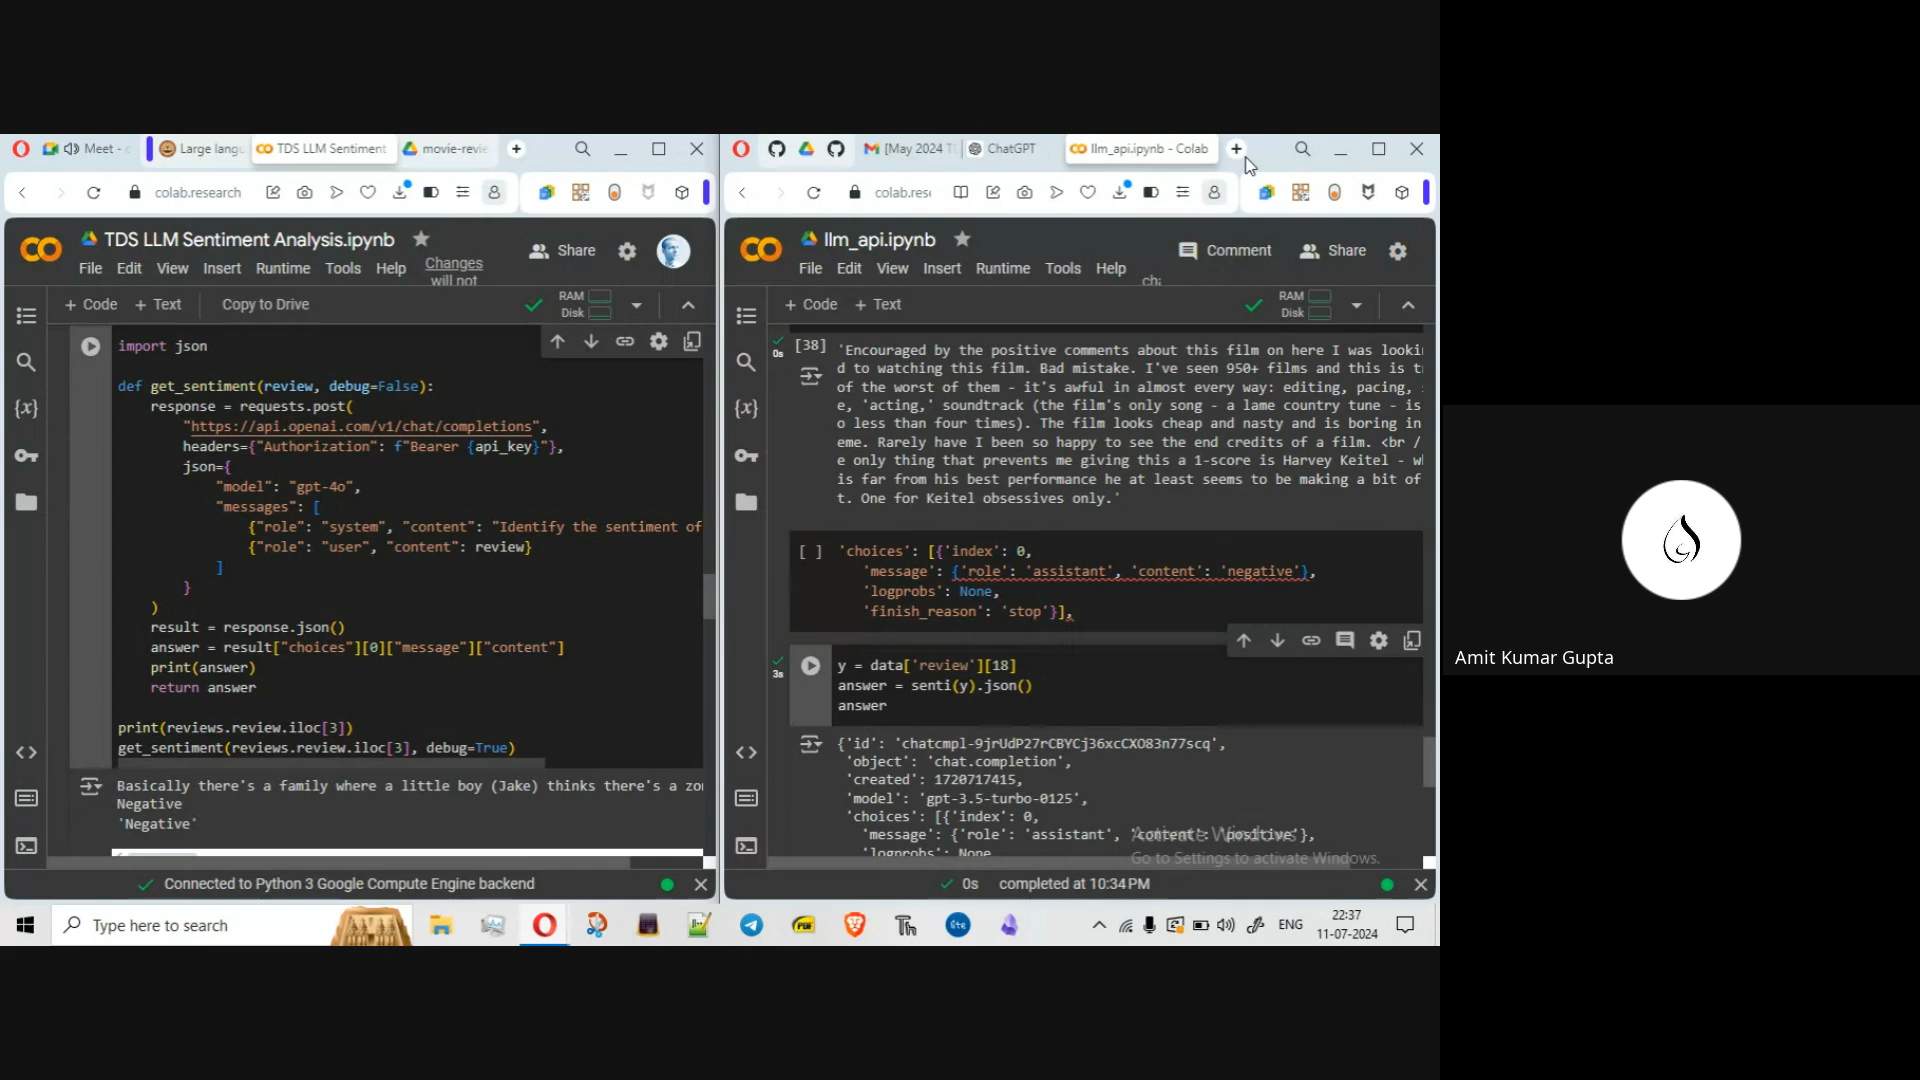 Meet -
Large langu
TDS LLM Sentiment
movie-revie
colab.research
TDS LLM Sentiment Analysis.ipynb
Share
File Edit View Insert Runtime Tools Help Changes will not
+ Code + Text Copy to Drive RAM Disk
import json
def get_sentiment(review, debug=False):
response = requests.post(
"https://api.openai.com/v1/chat/completions",
headers={"Authorization": f"Bearer {api_key}"},
json={
"model": "gpt-4o",
"messages": [
{"role": "system", "content": "Identify the sentiment of
{"role": "user", "content": review}
]
}
)
result = response.json()
answer = result["choices"][0]["message"]["content"]
print(answer)
return answer
print(reviews.review.iloc[3])
get_sentiment(reviews.review.iloc[3], debug=True)
Basically there's a family where a little boy (Jake) thinks there's a zo
Negative
'Negative'
Connected to Python 3 Google Compute Engine backend
[May 2024 T
ChatGPT
llm_api.ipynb - Colab
colab.rese
llm_api.ipynb
Comment Share
File Edit View Insert Runtime Tools Help
+ Code + Text RAM Disk
0s
[38] 'Encouraged by the positive comments about this film on here I was looki
d to watching this film. Bad mistake. I've seen 950+ films and this is t
of the worst of them - it's awful in almost every way: editing, pacing,
e, 'acting,' soundtrack (the film's only song - a lame country tune - is
o less than four times). The film looks cheap and nasty and is boring in
eme. Rarely have I been so happy to see the end credits of a film. <br /
e only thing that prevents me giving this a 1-score is Harvey Keitel - w
is far from his best performance he at least seems to be making a bit of
t. One for Keitel obsessives only.'
[ ] 'choices': [{'index': 0,
'message': {'role': 'assistant', 'content': 'negative'},
'logprobs': None,
'finish_reason': 'stop'}],
3s
y = data['review'][18]
answer = senti(y).json()
answer
{'id': 'chatcmpl-9jrUdP27rCBYCj36xcCXO83n77scq',
'object': 'chat.completion',
'created': 1720717415,
'model': 'gpt-3.5-turbo-0125',
'choices': [{'index': 0,
'message': {'role': 'assistant', 'content': 'positive'},
'logprobs': None
Activate Windows
Go to Settings to activate Windows.
0s completed at 10:34 PM
Type here to search
ENG
22:37
11-07-2024
Amit Kumar Gupta